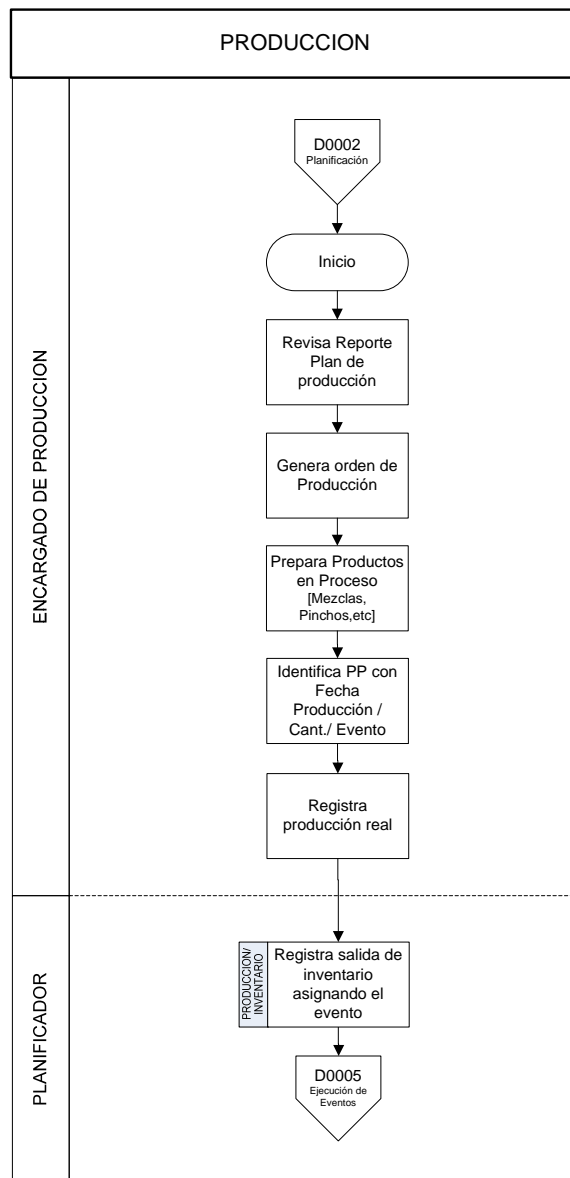 PRODUCCION
ENCARGADO DE PRODUCCION
D0002
Planificación
Inicio
Revisa Reporte
Plan de
producción
Genera orden de
Producción
Prepara Productos
en Proceso
[Mezclas,
Pinchos,etc]
Identifica PP con
Fecha
Producción /
Cant./ Evento
Registra
producción real
PLANIFICADOR
PRODUCCION/
INVENTARIO
Registra salida de
inventario
asignando el
evento
D0005
Ejecución de
Eventos